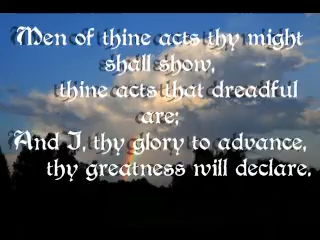 Men of thine acts thy might
shall show,
thine acts that dreadful
are;
And I, thy glory to advance,
thy greatness will declare.